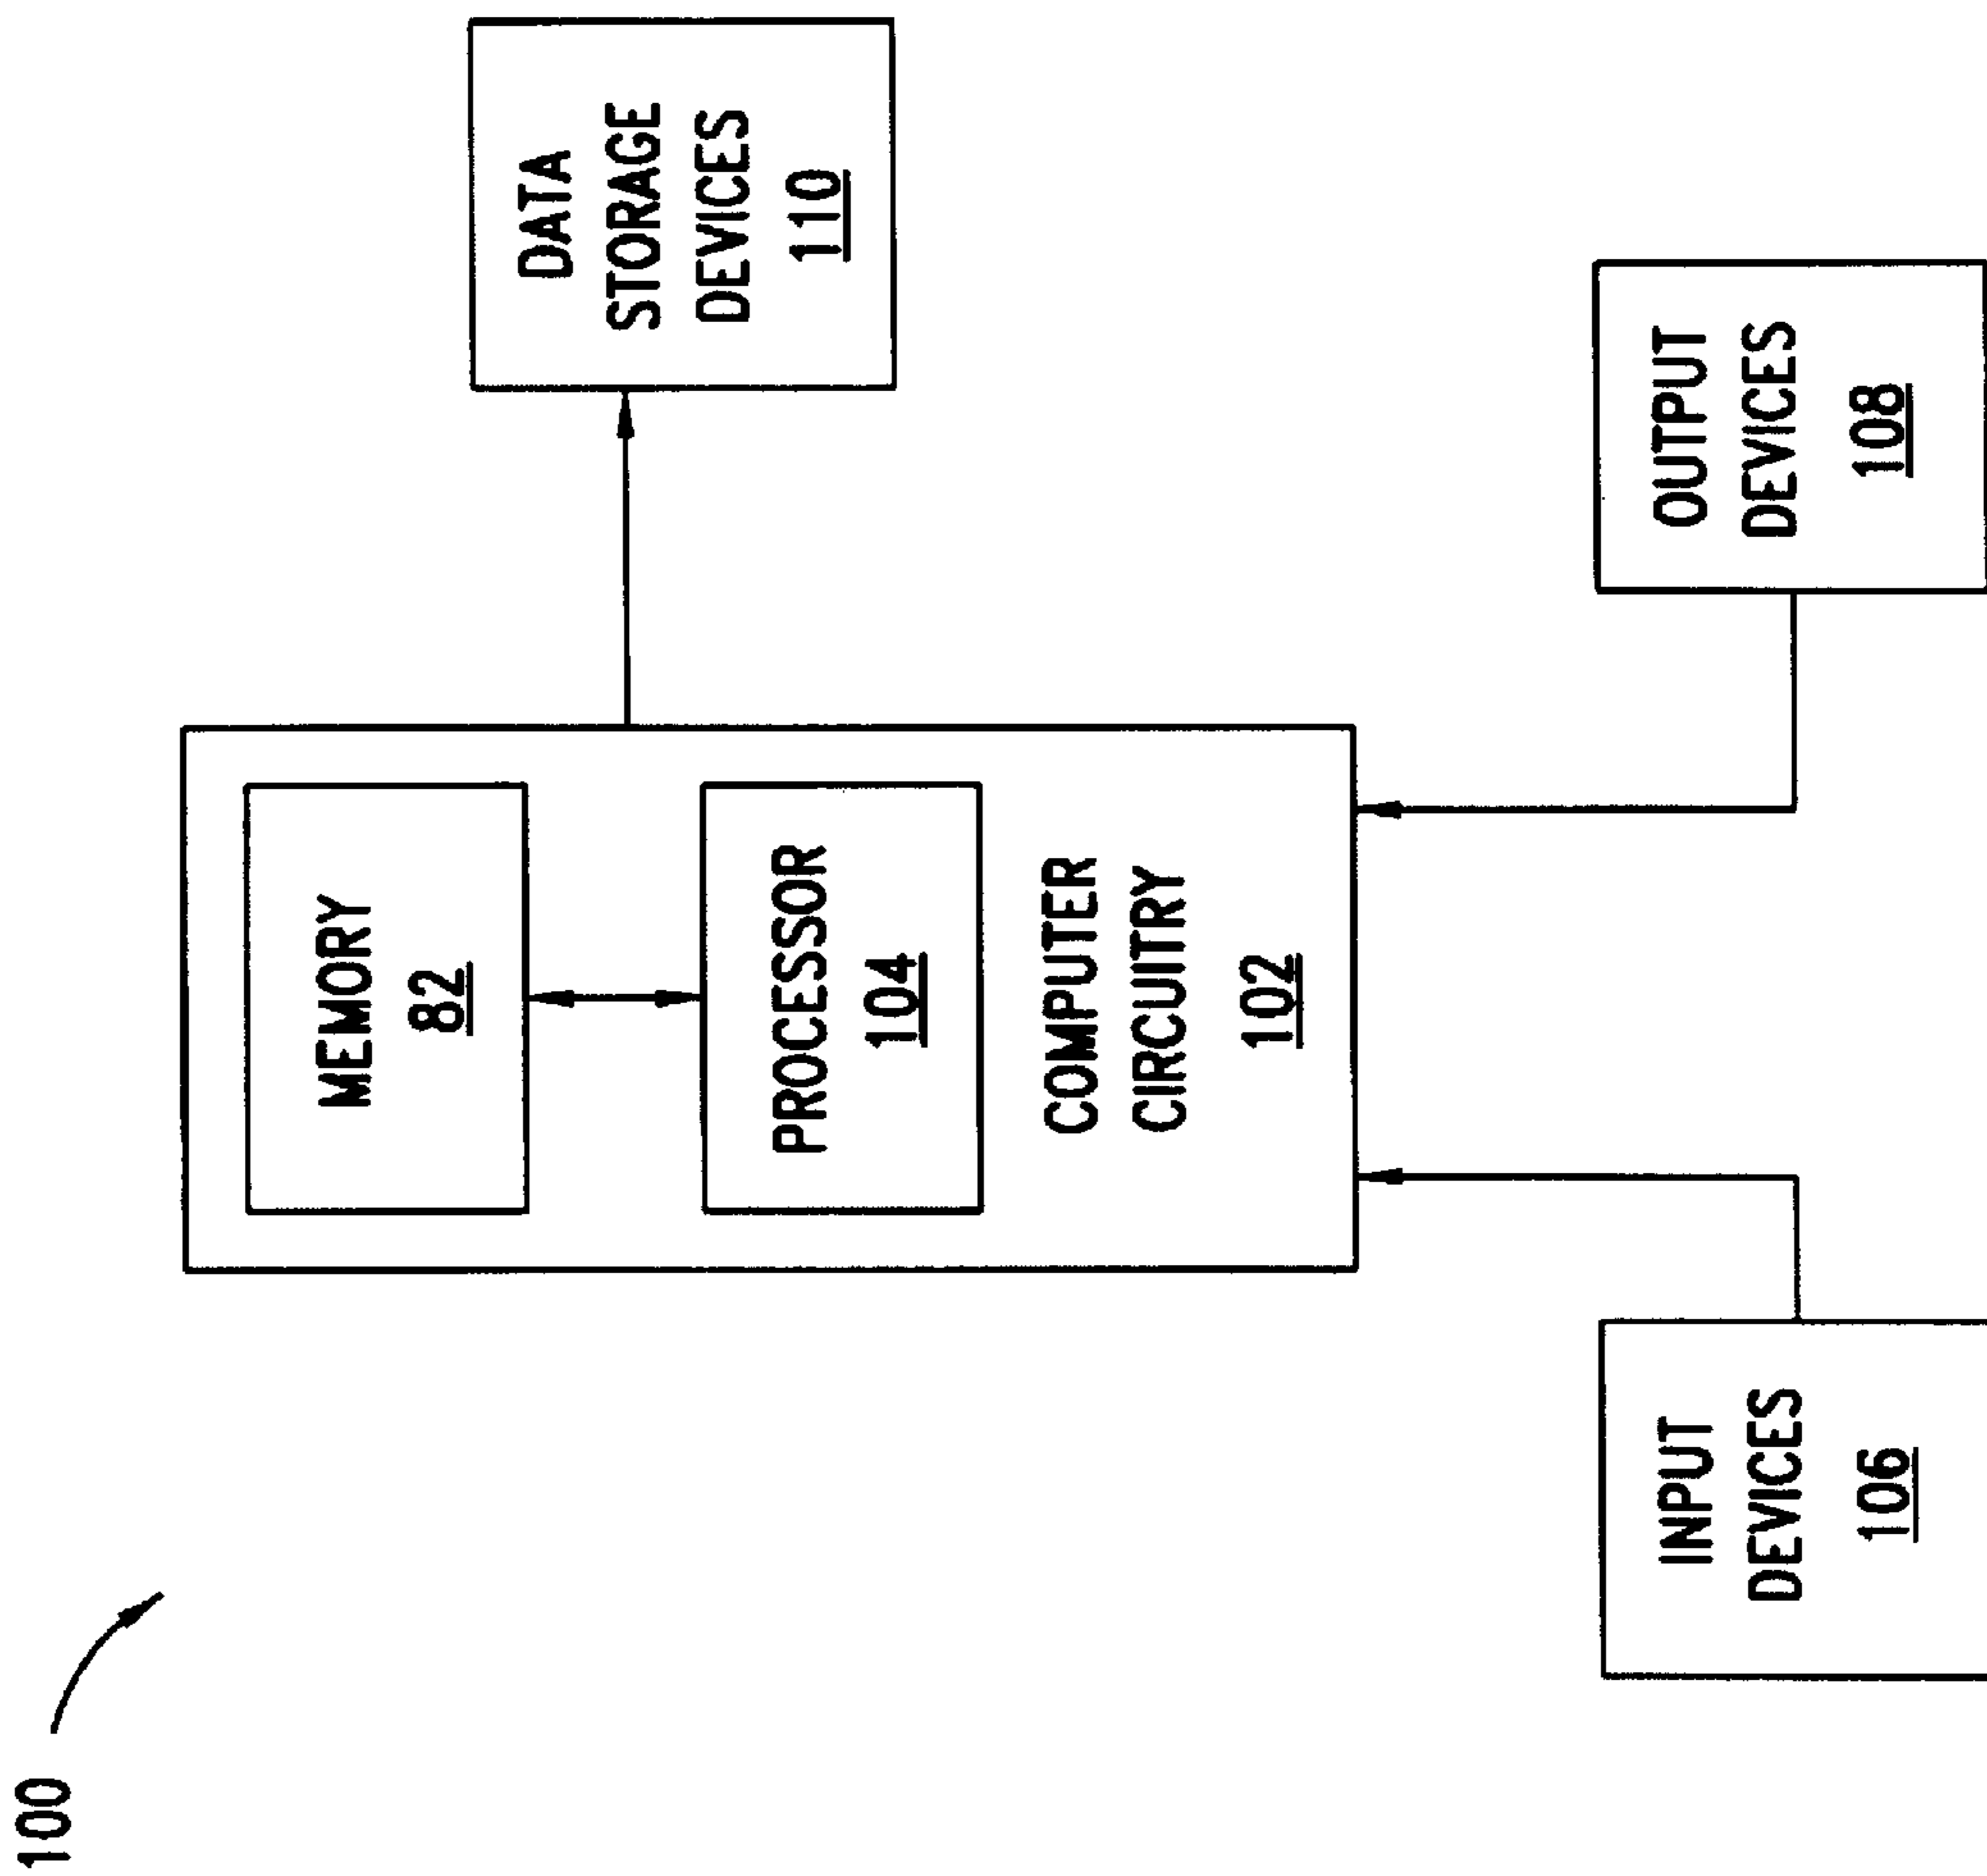 100
MEMORY
82
PROCESSOR
104
COMPUTER
CIRCUITRY
102
DATA
STORAGE
DEVICES
110
INPUT
DEVICES
106
OUTPUT
DEVICES
108